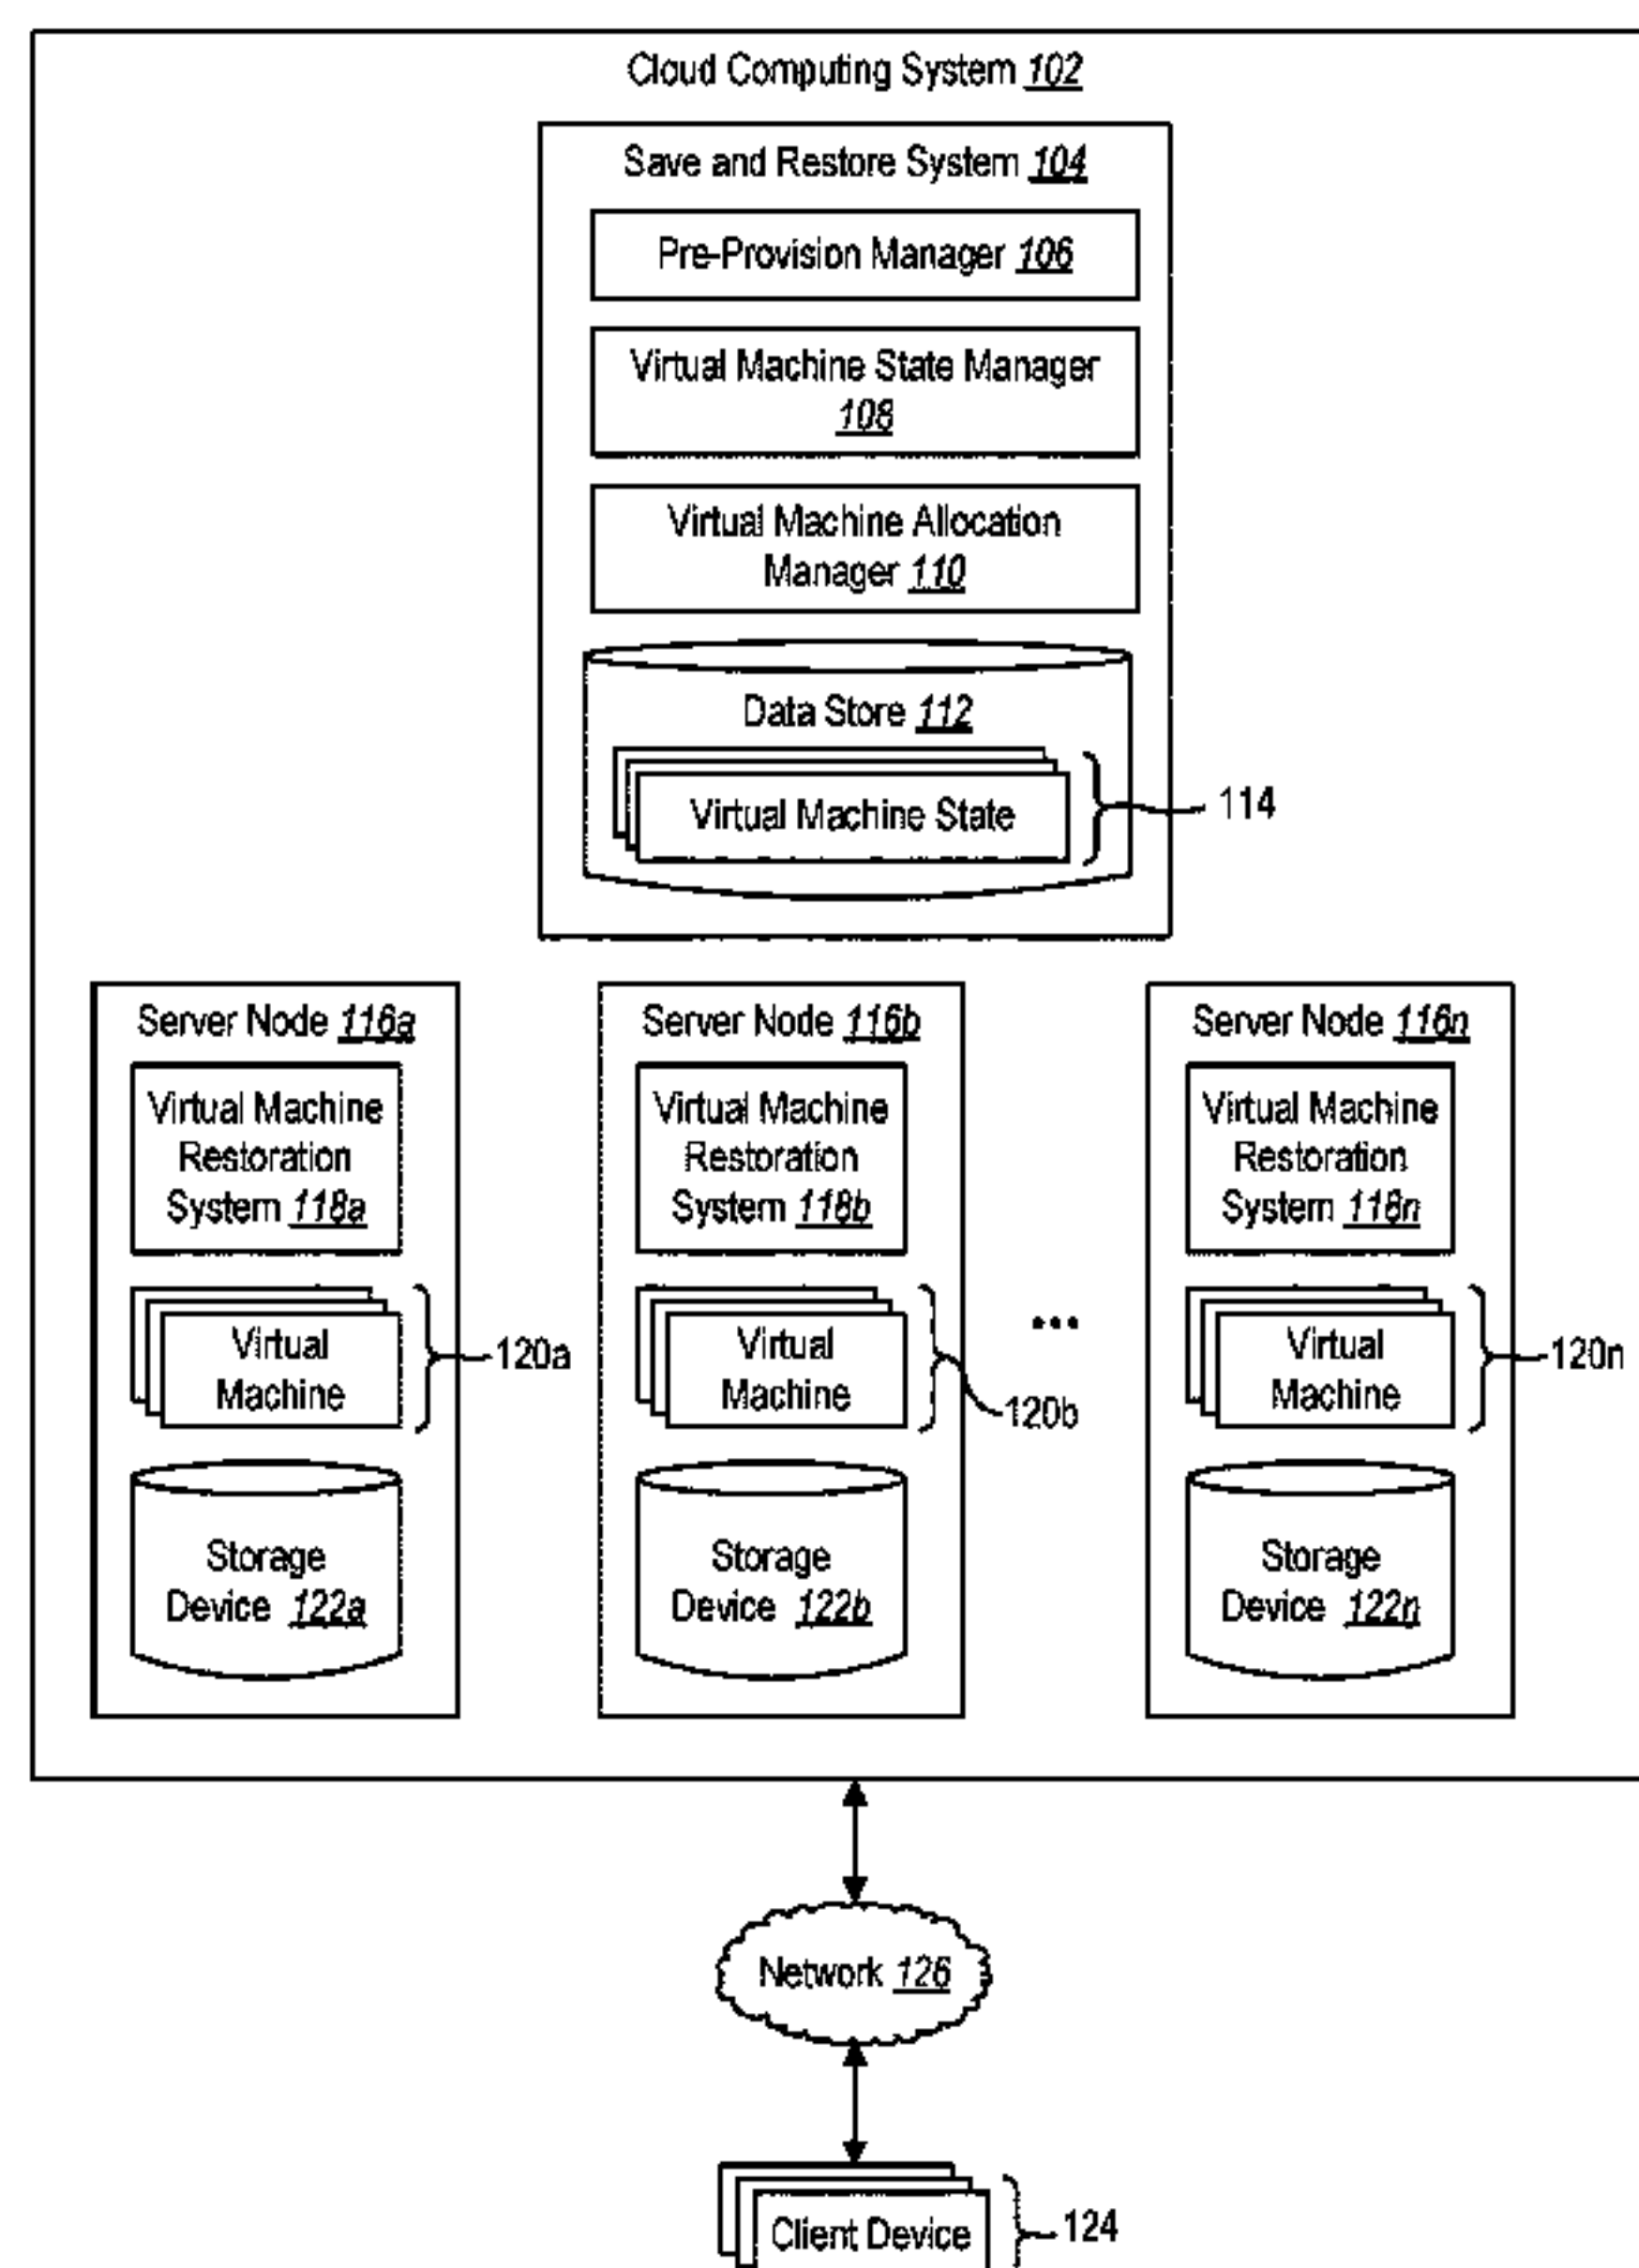 Cloud Computing System 102
Save and Restore System 104
Pre-Provision Manager 106
Virtual Machine State Manager
108
Virtual Machine Allocation
Manager 110
Data Store 112
Virtual Machine State
114
Server Node 116a
Virtual Machine
Restoration
System 118a
Virtual
Machine
120a
Storage
Device 122a
Server Node 116b
Virtual Machine
Restoration
System 118b
Virtual
Machine
120b
Storage
Device 122b
...
Server Node 116n
Virtual Machine
Restoration
System 118n
Virtual
Machine
120n
Storage
Device 122n
Network 126
Client Device
124